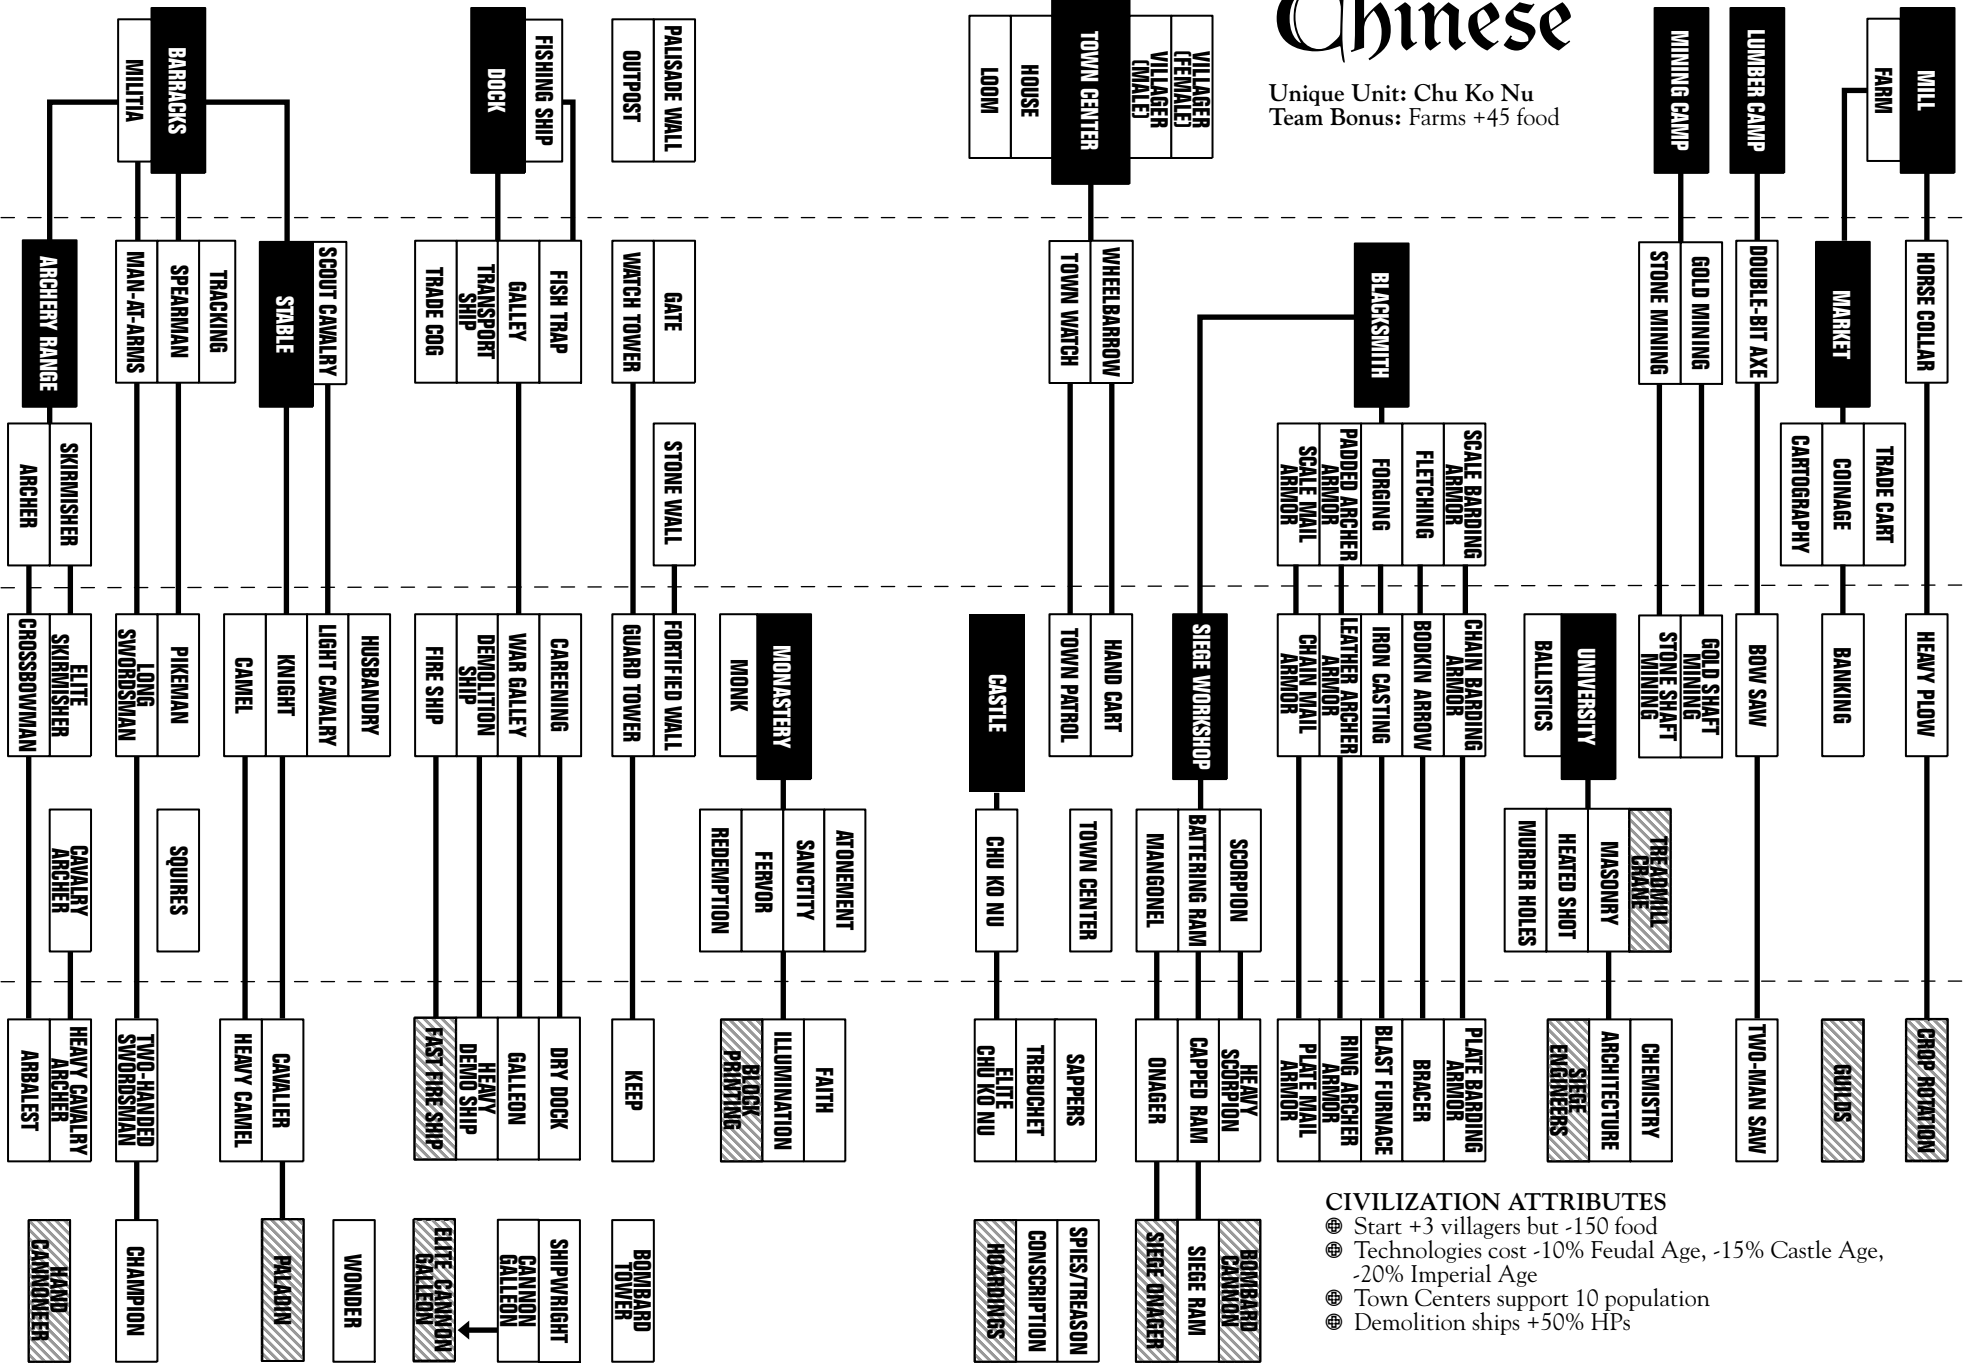 Chinese
Unique Unit: Chu Ko Nu
Team Bonus: Farms +45 food
BARRACKS
MILITIA
DOCK
FISHING SHIP
PALISADE WALL
OUTPOST
TOWN CENTER
VILLAGER
(FEMALE)
VILLAGER
(MALE)
HOUSE
LOOM
MINING CAMP
LUMBER CAMP
MILL
FARM
ARCHERY RANGE
MAN-AT-ARMS
SPEARMAN
TRACKING
STABLE
SCOUT CAVALRY
TRADE COG
TRANSPORT
SHIP
GALLEY
FISH TRAP
WATCH TOWER
GATE
TOWN WATCH
WHEELBARROW
BLACKSMITH
STONE MINING
GOLD MINING
DOUBLE-BIT AXE
MARKET
HORSE COLLAR
ARCHER
SKIRMISHER
STONE WALL
SCALE MAIL
ARMOR
PADDED ARCHER
ARMOR
FORGING
FLETCHING
SCALE BARDING
ARMOR
CARTOGRAPHY
COINAGE
TRADE CART
CROSSBOWMAN
ELITE
SKIRMISHER
LONG
SWORDSMAN
PIKEMAN
CAMEL
KNIGHT
LIGHT CAVALRY
HUSBANDRY
FIRE SHIP
DEMOLITION
SHIP
WAR GALLEY
CAREENING
GUARD TOWER
FORTIFIED WALL
MONK
MONASTERY
CASTLE
TOWN PATROL
HAND CART
SIEGE WORKSHOP
CHAIN MAIL
ARMOR
LEATHER ARCHER
ARMOR
IRON CASTING
BODKIN ARROW
CHAIN BARDING
ARMOR
BALLISTICS
UNIVERSITY
STONE SHAFT
MINING
GOLD SHAFT
MINING
BOW SAW
BANKING
HEAVY PLOW
CAVALRY
ARCHER
SQUIRES
REDEMPTION
FERVOR
SANCTITY
ATONEMENT
CHU KO NU
TOWN CENTER
MANGONEL
BATTERING RAM
SCORPION
MURDER HOLES
HEATED SHOT
MASONRY
TREADMILL
CRANE
ARBALEST
HEAVY CAVALRY
ARCHER
TWO-HANDED
SWORDSMAN
HEAVY CAMEL
CAVALIER
FAST FIRE SHIP
HEAVY
DEMO SHIP
GALLEON
DRY DOCK
KEEP
BLOCK
PRINTING
ILLUMINATION
FAITH
ELITE
CHU KO NU
TREBUCHET
SAPPERS
ONAGER
CAPPED RAM
HEAVY
SCORPION
PLATE MAIL
ARMOR
RING ARCHER
ARMOR
BLAST FURNACE
BRACER
PLATE BARDING
ARMOR
SIEGE
ENGINEERS
ARCHITECTURE
CHEMISTRY
TWO-MAN SAW
GUILDS
CROP ROTATION
HAND
CANNONEER
CHAMPION
PALADIN
WONDER
ELITE CANNON
GALLEON
CANNON
GALLEON
SHIPWRIGHT
BOMBARD
TOWER
HOARDINGS
CONSCRIPTION
SPIES/TREASON
SIEGE ONAGER
SIEGE RAM
BOMBARD
CANNON
CIVILIZATION ATTRIBUTES
Start +3 villagers but -150 food
Technologies cost -10% Feudal Age, -15% Castle Age,
-20% Imperial Age
Town Centers support 10 population
Demolition ships +50% HPs